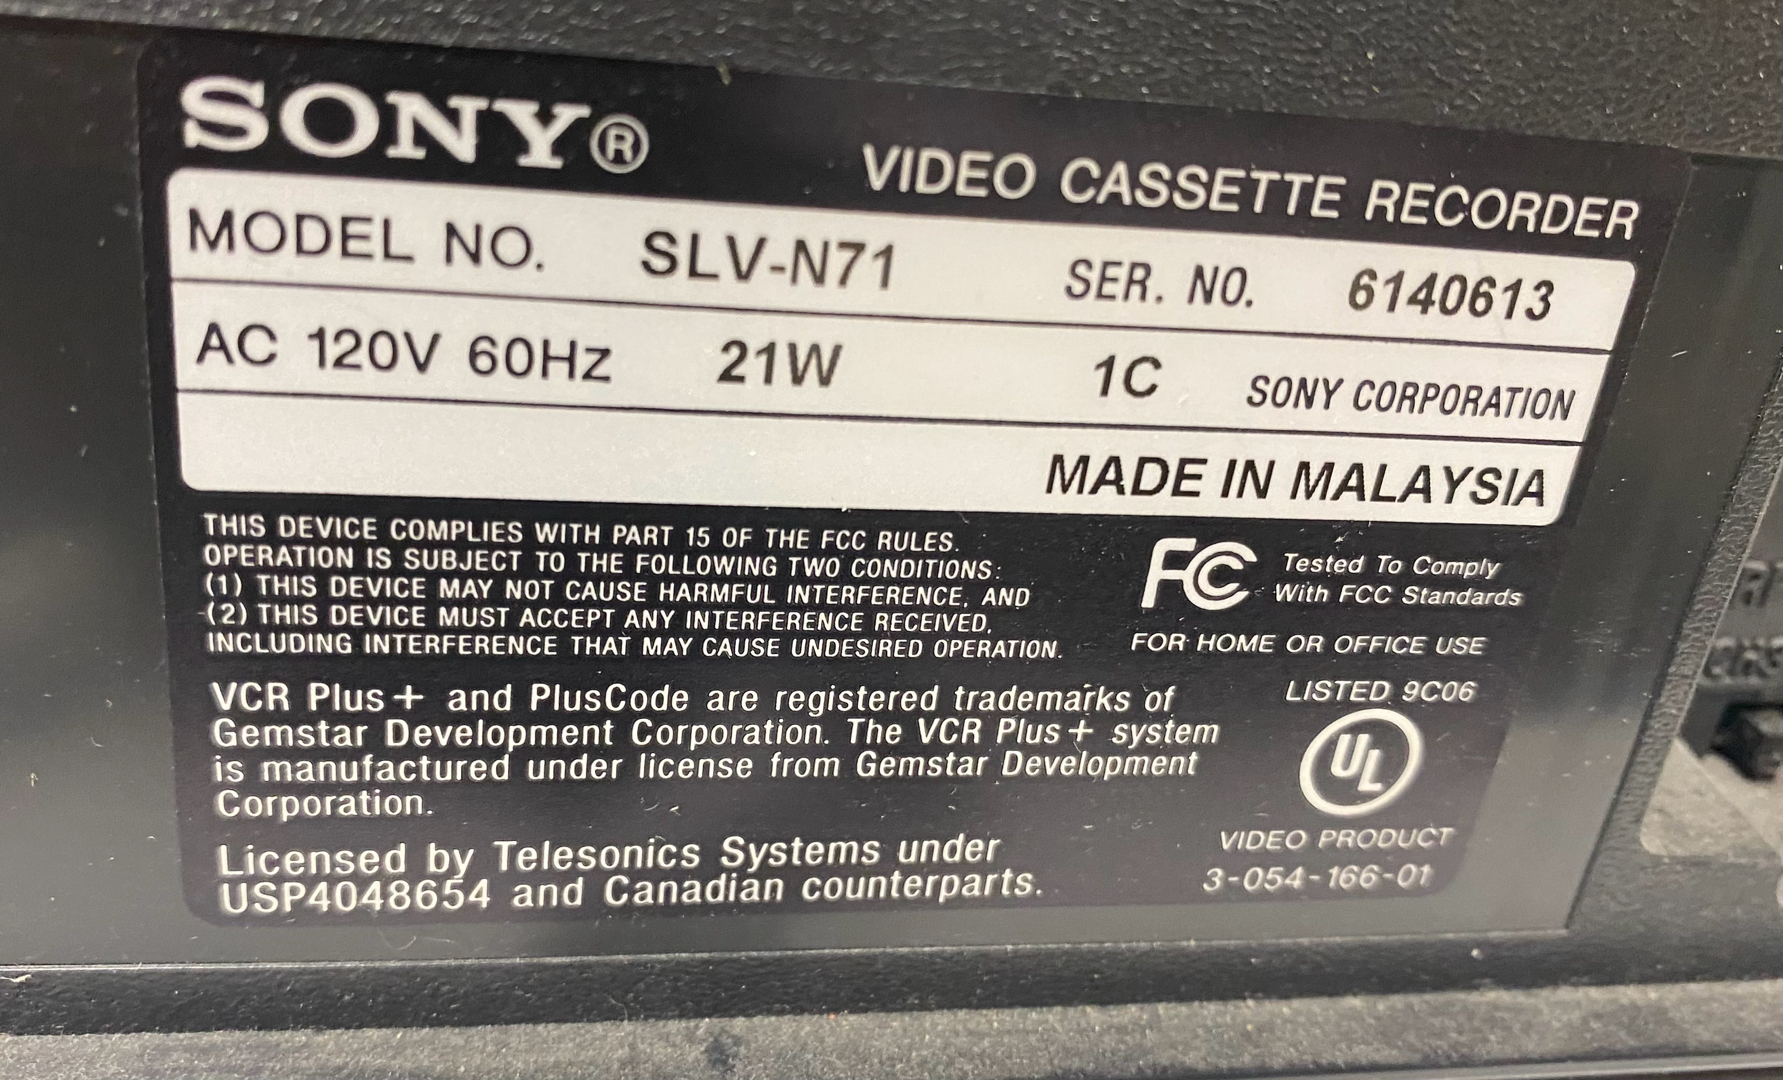 SONY®
VIDEO CASSETTE RECORDER
MODEL NO. SLV-N71 SER. NO. 6140613
AC 120V 60Hz 21W 1C SONY CORPORATION
MADE IN MALAYSIA
THIS DEVICE COMPLIES WITH PART 15 OF THE FCC RULES.
OPERATION IS SUBJECT TO THE FOLLOWING TWO CONDITIONS:
(1) THIS DEVICE MAY NOT CAUSE HARMFUL INTERFERENCE, AND
(2) THIS DEVICE MUST ACCEPT ANY INTERFERENCE RECEIVED,
INCLUDING INTERFERENCE THAT MAY CAUSE UNDESIRED OPERATION.
FC Tested To Comply
With FCC Standards
FOR HOME OR OFFICE USE
VCR Plus+ and PlusCode are registered trademarks of
Gemstar Development Corporation. The VCR Plus+ system
is manufactured under license from Gemstar Development
Corporation.
Licensed by Telesonics Systems under
USP4048654 and Canadian counterparts.
LISTED 9C06
UL
VIDEO PRODUCT
3-054-166-01